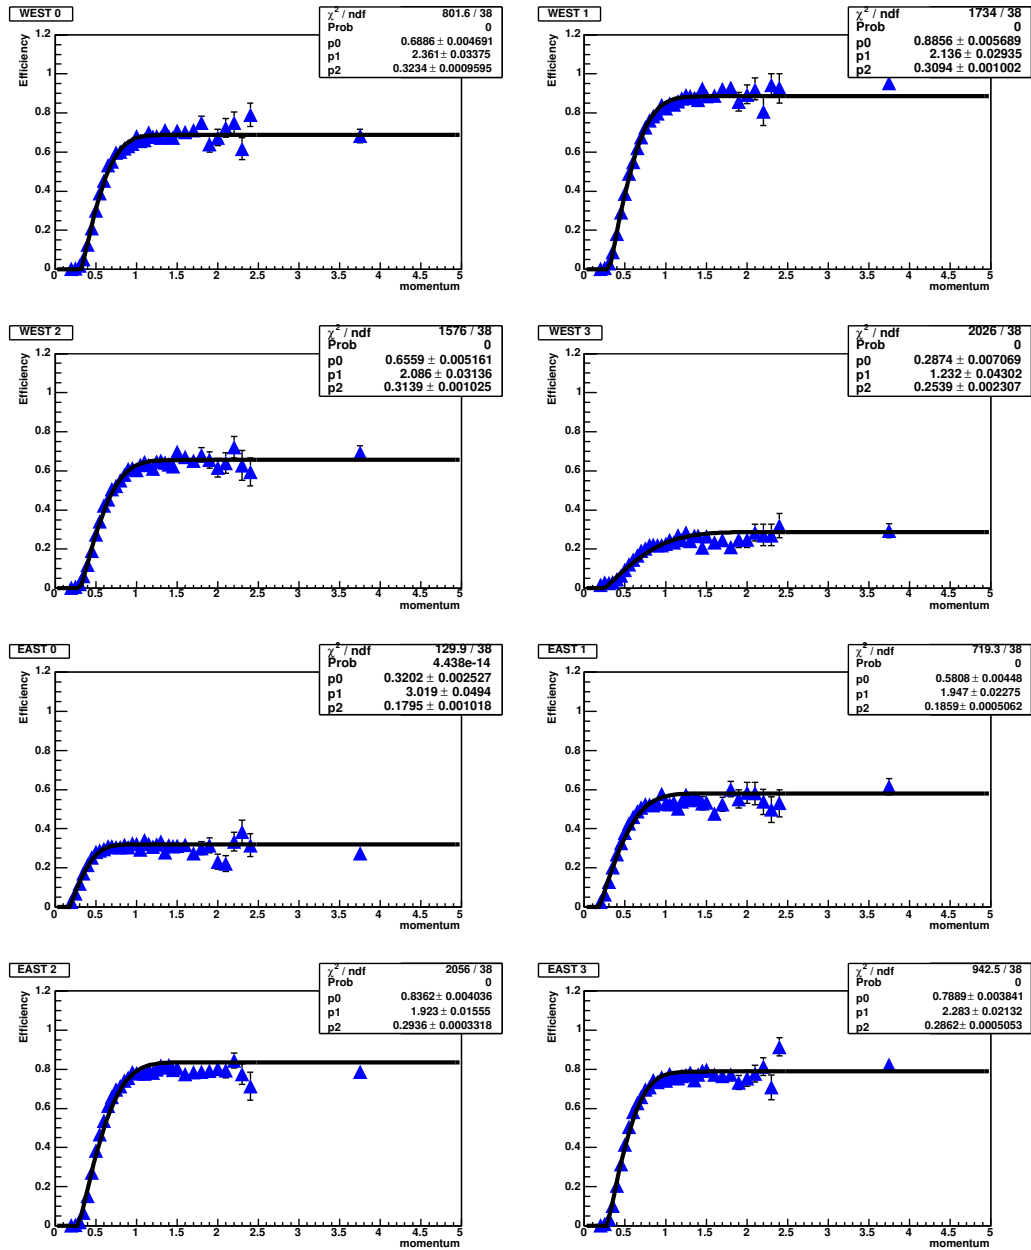 WEST 0
χ² / ndf 801.6 / 38
Prob 0
p0 0.6886 ± 0.004691
p1 2.361 ± 0.03375
p2 0.3234 ± 0.0009595
Efficiency
1.2
1
0.8
0.6
0.4
0.2
0
0 0.5 1 1.5 2 2.5 3 3.5 4 4.5 5
momentum
WEST 1
χ² / ndf 1734 / 38
Prob 0
p0 0.8856 ± 0.005689
p1 2.136 ± 0.02935
p2 0.3094 ± 0.001002
Efficiency
1.2
1
0.8
0.6
0.4
0.2
0
0 0.5 1 1.5 2 2.5 3 3.5 4 4.5 5
momentum
WEST 2
χ² / ndf 1576 / 38
Prob 0
p0 0.6559 ± 0.005161
p1 2.086 ± 0.03136
p2 0.3139 ± 0.001025
Efficiency
1.2
1
0.8
0.6
0.4
0.2
0
0 0.5 1 1.5 2 2.5 3 3.5 4 4.5 5
momentum
WEST 3
χ² / ndf 2026 / 38
Prob 0
p0 0.2874 ± 0.007069
p1 1.232 ± 0.04302
p2 0.2539 ± 0.002307
Efficiency
1.2
1
0.8
0.6
0.4
0.2
0
0 0.5 1 1.5 2 2.5 3 3.5 4 4.5 5
momentum
EAST 0
χ² / ndf 129.9 / 38
Prob 4.438e-14
p0 0.3202 ± 0.002527
p1 3.019 ± 0.0494
p2 0.1795 ± 0.001018
Efficiency
1.2
1
0.8
0.6
0.4
0.2
0
0 0.5 1 1.5 2 2.5 3 3.5 4 4.5 5
momentum
EAST 1
χ² / ndf 719.3 / 38
Prob 0
p0 0.5808 ± 0.00448
p1 1.947 ± 0.02275
p2 0.1859 ± 0.0005062
Efficiency
1.2
1
0.8
0.6
0.4
0.2
0
0 0.5 1 1.5 2 2.5 3 3.5 4 4.5 5
momentum
EAST 2
χ² / ndf 2056 / 38
Prob 0
p0 0.8362 ± 0.004036
p1 1.923 ± 0.01555
p2 0.2936 ± 0.0003318
Efficiency
1.2
1
0.8
0.6
0.4
0.2
0
0 0.5 1 1.5 2 2.5 3 3.5 4 4.5 5
momentum
EAST 3
χ² / ndf 942.5 / 38
Prob 0
p0 0.7889 ± 0.003841
p1 2.283 ± 0.02132
p2 0.2862 ± 0.0005053
Efficiency
1.2
1
0.8
0.6
0.4
0.2
0
0 0.5 1 1.5 2 2.5 3 3.5 4 4.5 5
momentum